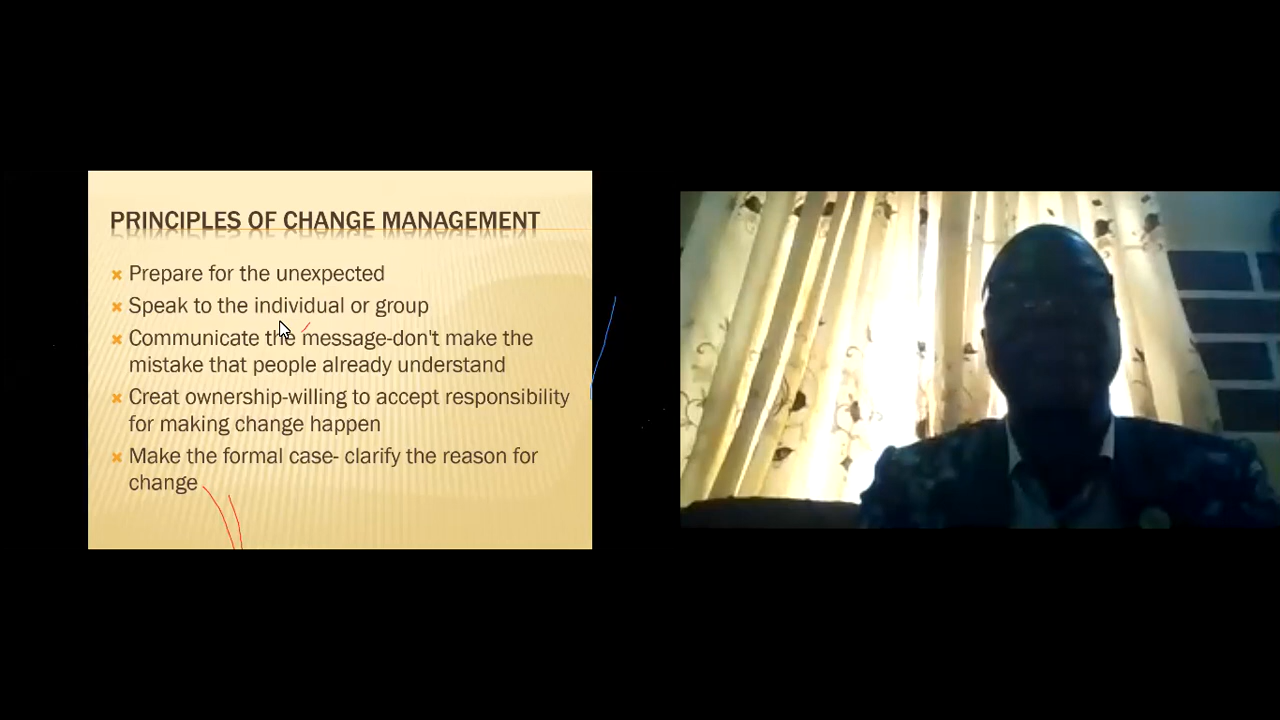 PRINCIPLES OF CHANGE MANAGEMENT
Prepare for the unexpected
Speak to the individual or group
Communicate the message-don't make the
mistake that people already understand
Creat ownership-willing to accept responsibility
for making change happen
Make the formal case- clarify the reason for
change